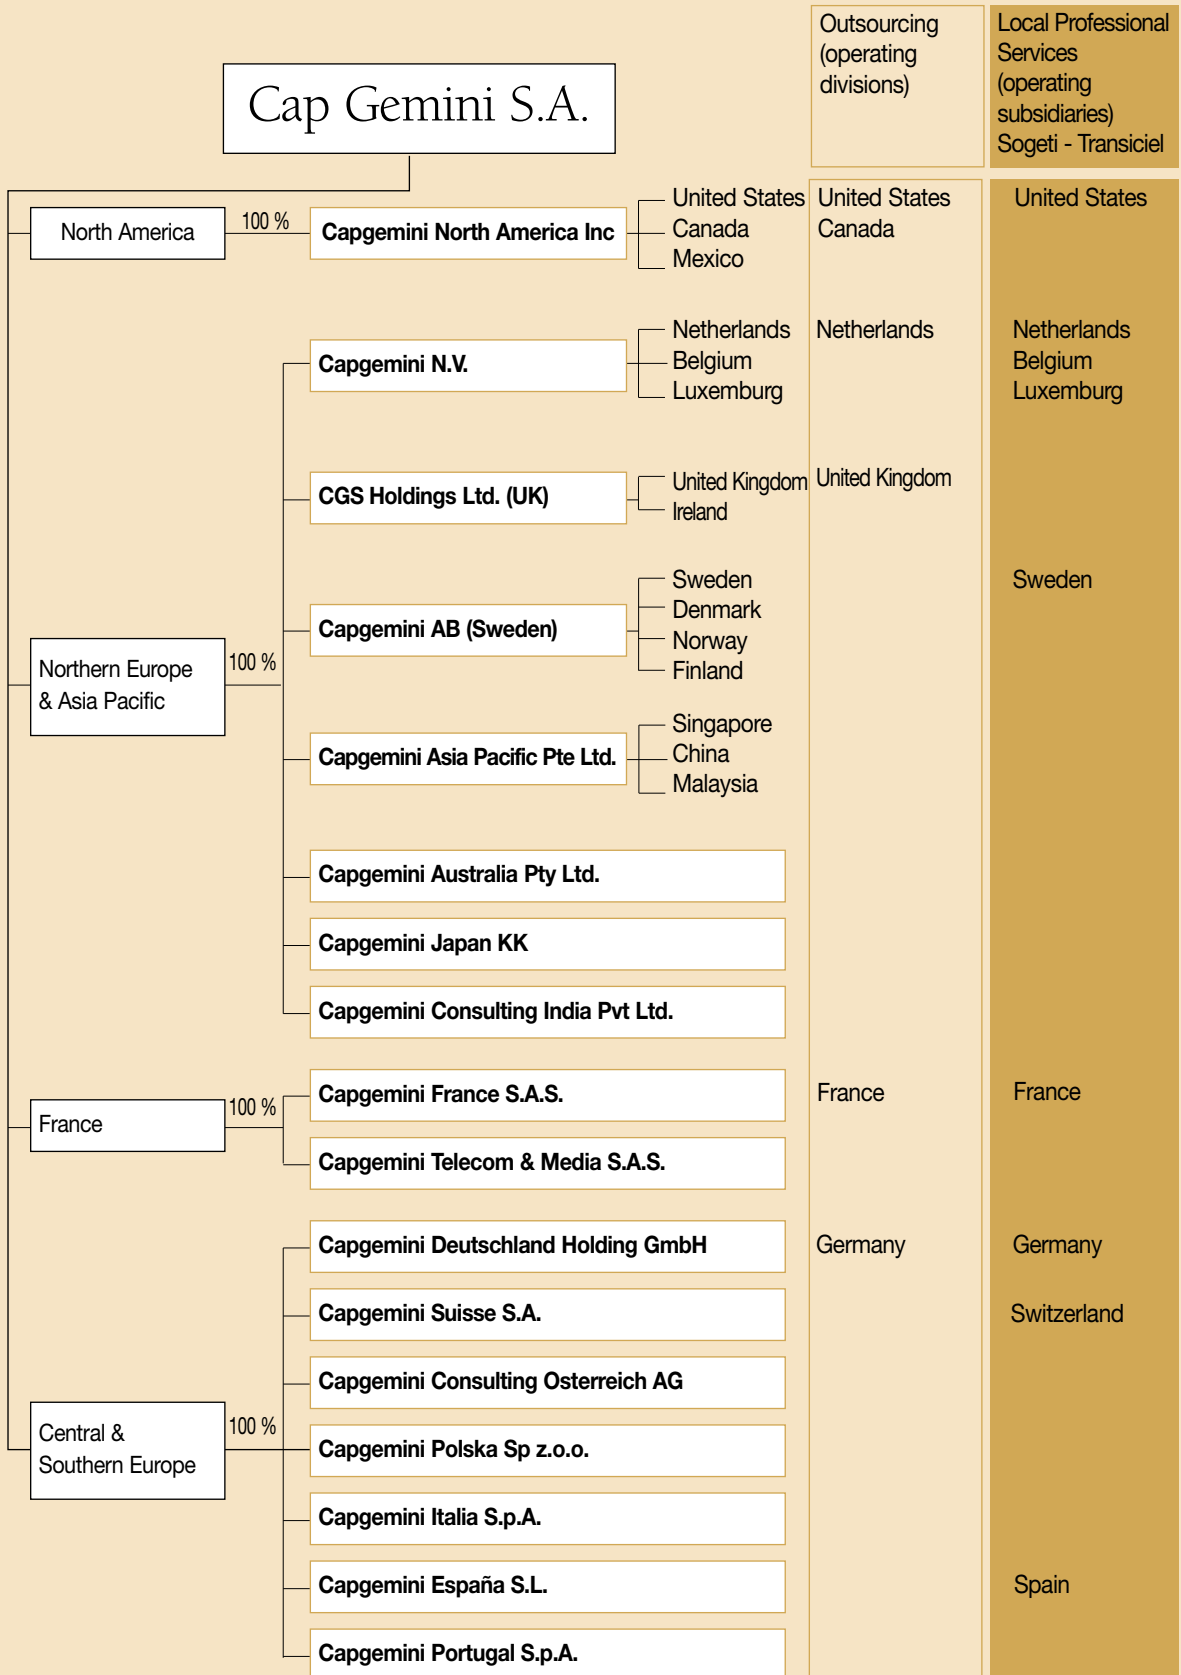 Outsourcing
(operating
divisions)
Local Professional
Services
(operating
subsidiaries)
Sogeti - Transiciel
Cap Gemini S.A.
North America
100 %
Capgemini North America Inc
United States
Canada
Mexico
United States
Canada
United States
Northern Europe
& Asia Pacific
100 %
Capgemini N.V.
Netherlands
Belgium
Luxemburg
Netherlands
Netherlands
Belgium
Luxemburg
CGS Holdings Ltd. (UK)
United Kingdom
Ireland
United Kingdom
Capgemini AB (Sweden)
Sweden
Denmark
Norway
Finland
Sweden
Capgemini Asia Pacific Pte Ltd.
Singapore
China
Malaysia
Capgemini Australia Pty Ltd.
Capgemini Japan KK
Capgemini Consulting India Pvt Ltd.
France
100 %
Capgemini France S.A.S.
France
France
Capgemini Telecom & Media S.A.S.
Central &
Southern Europe
100 %
Capgemini Deutschland Holding GmbH
Germany
Germany
Capgemini Suisse S.A.
Switzerland
Capgemini Consulting Osterreich AG
Capgemini Polska Sp z.o.o.
Capgemini Italia S.p.A.
Capgemini España S.L.
Spain
Capgemini Portugal S.p.A.